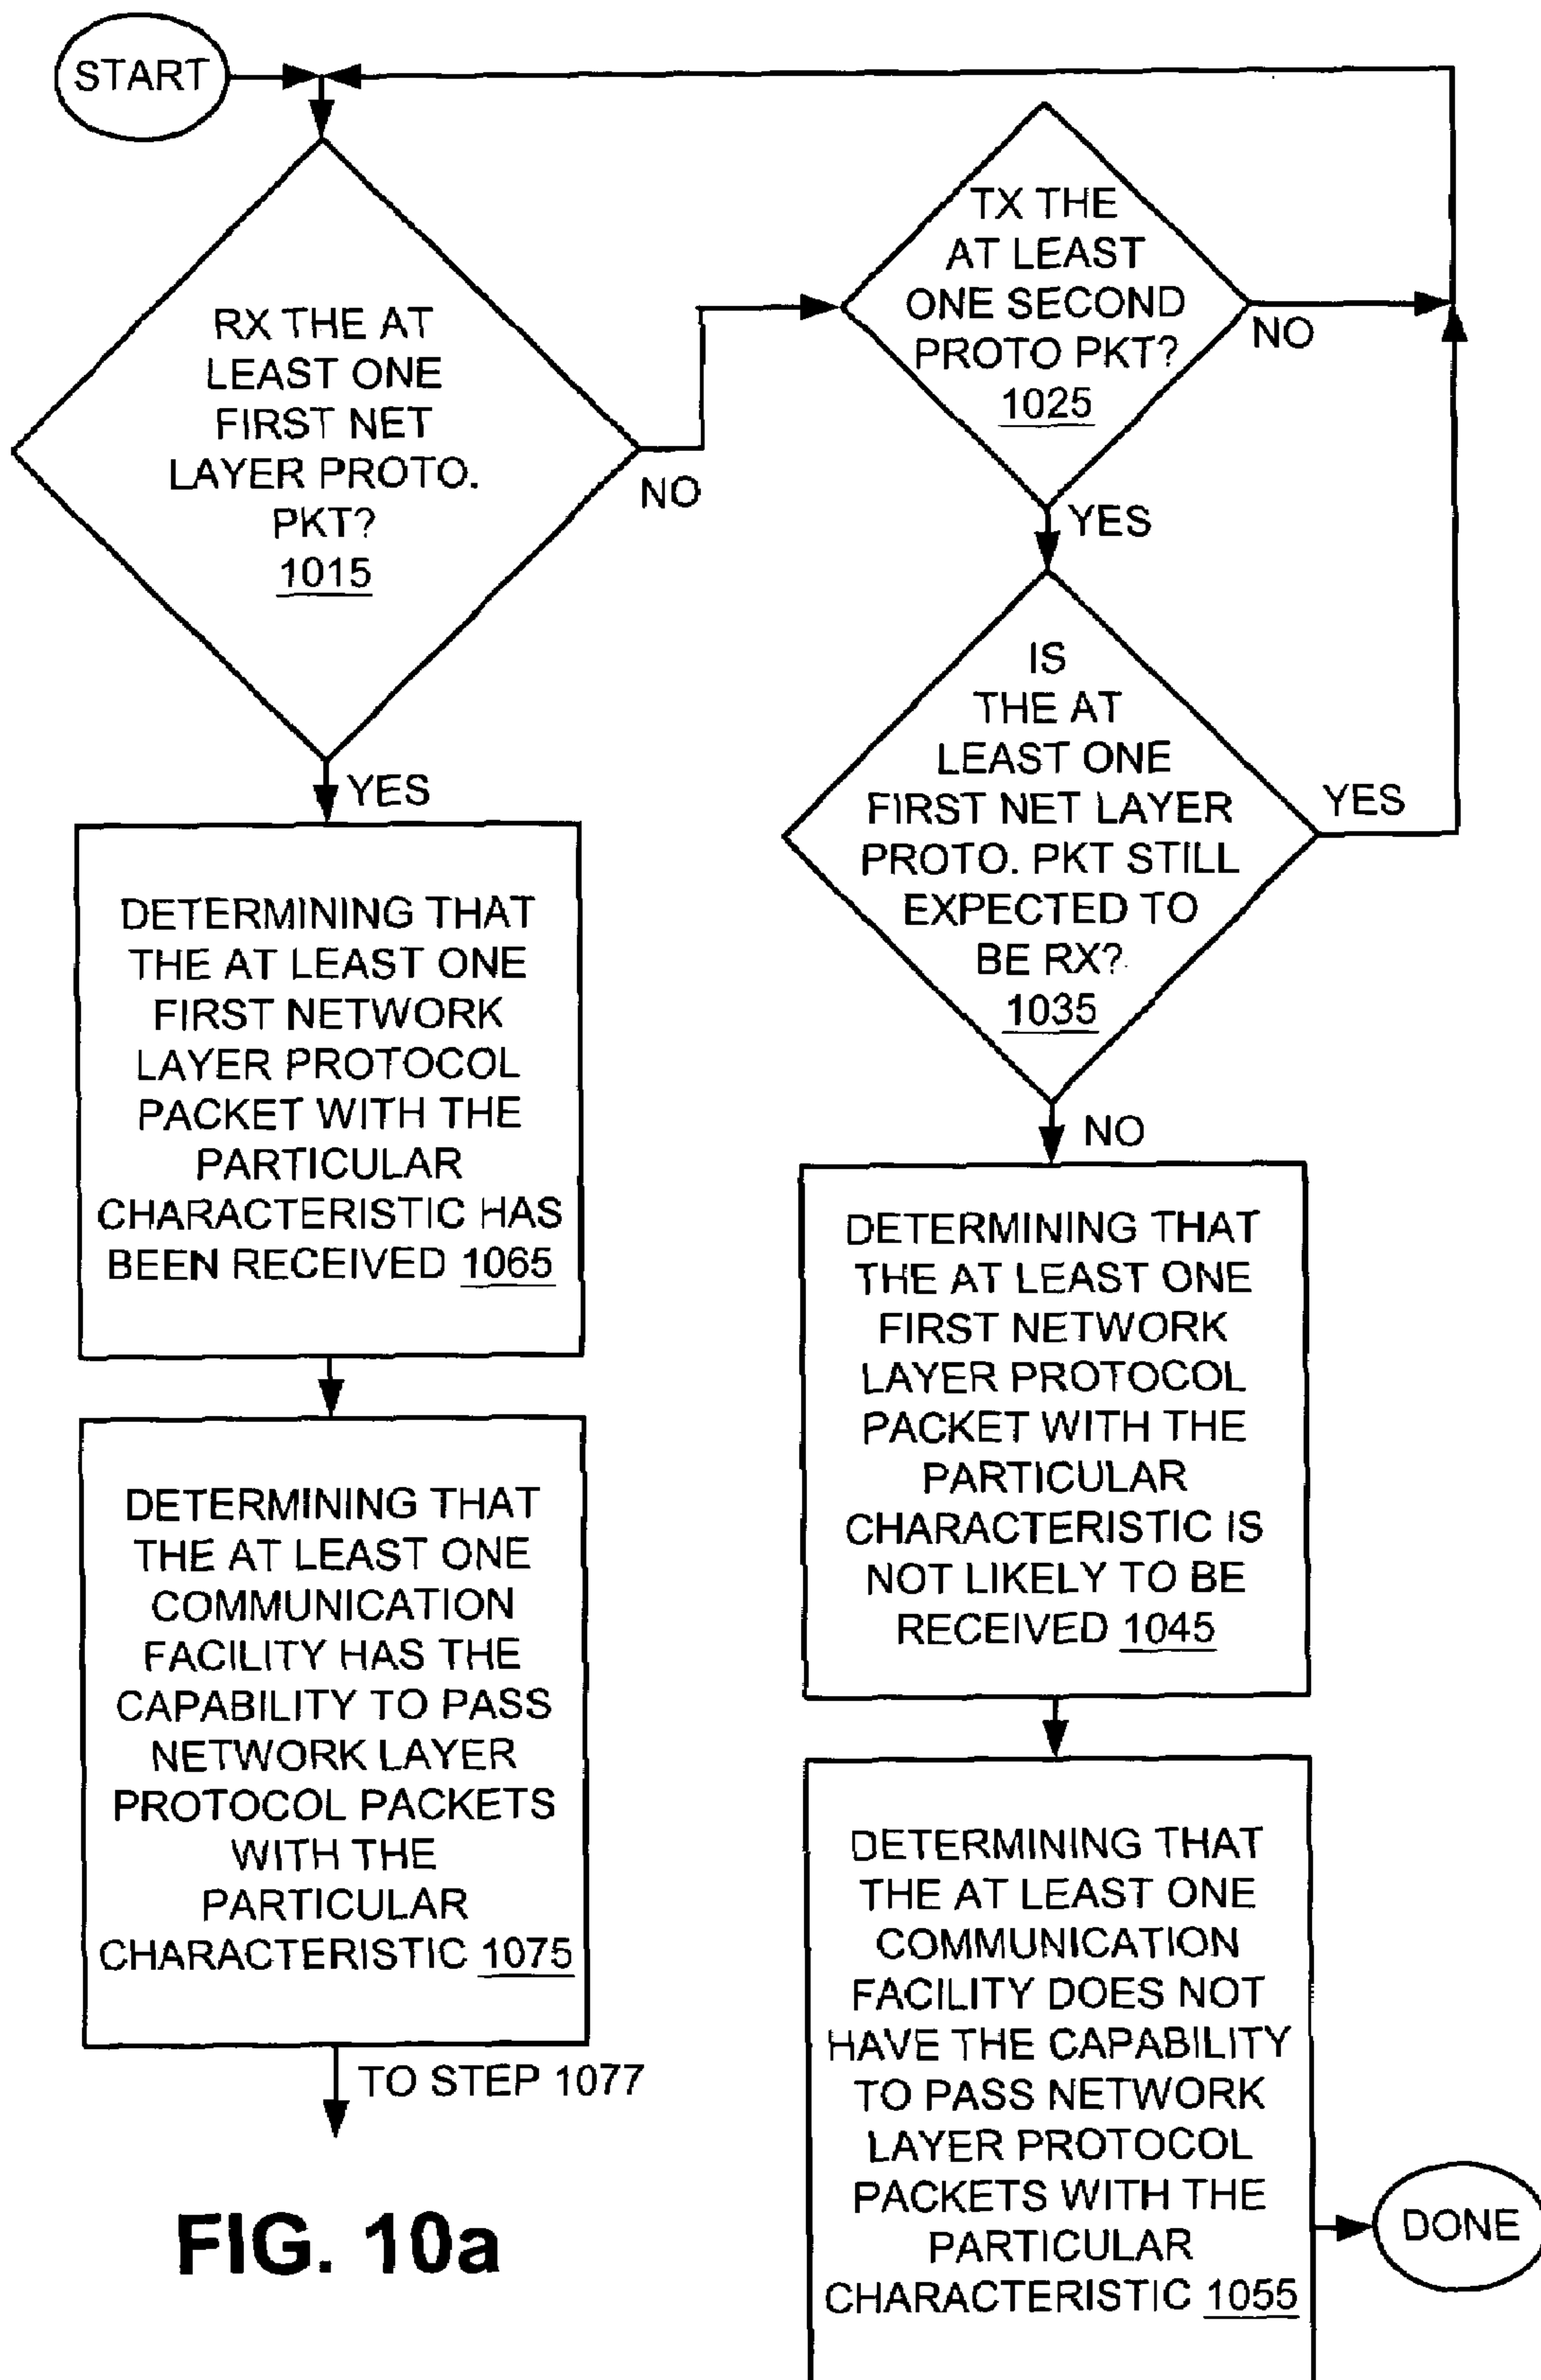 START
RX THE AT
LEAST ONE
FIRST NET
LAYER PROTO.
PKT?
1015
NO
YES
TX THE
AT LEAST
ONE SECOND
PROTO PKT?
1025
NO
YES
IS
THE AT
LEAST ONE
FIRST NET LAYER
PROTO. PKT STILL
EXPECTED TO
BE RX?
1035
YES
NO
DETERMINING THAT
THE AT LEAST ONE
FIRST NETWORK
LAYER PROTOCOL
PACKET WITH THE
PARTICULAR
CHARACTERISTIC HAS
BEEN RECEIVED 1065
DETERMINING THAT
THE AT LEAST ONE
COMMUNICATION
FACILITY HAS THE
CAPABILITY TO PASS
NETWORK LAYER
PROTOCOL PACKETS
WITH THE
PARTICULAR
CHARACTERISTIC 1075
TO STEP 1077
DETERMINING THAT
THE AT LEAST ONE
FIRST NETWORK
LAYER PROTOCOL
PACKET WITH THE
PARTICULAR
CHARACTERISTIC IS
NOT LIKELY TO BE
RECEIVED 1045
DETERMINING THAT
THE AT LEAST ONE
COMMUNICATION
FACILITY DOES NOT
HAVE THE CAPABILITY
TO PASS NETWORK
LAYER PROTOCOL
PACKETS WITH THE
PARTICULAR
CHARACTERISTIC 1055
DONE
FIG. 10a